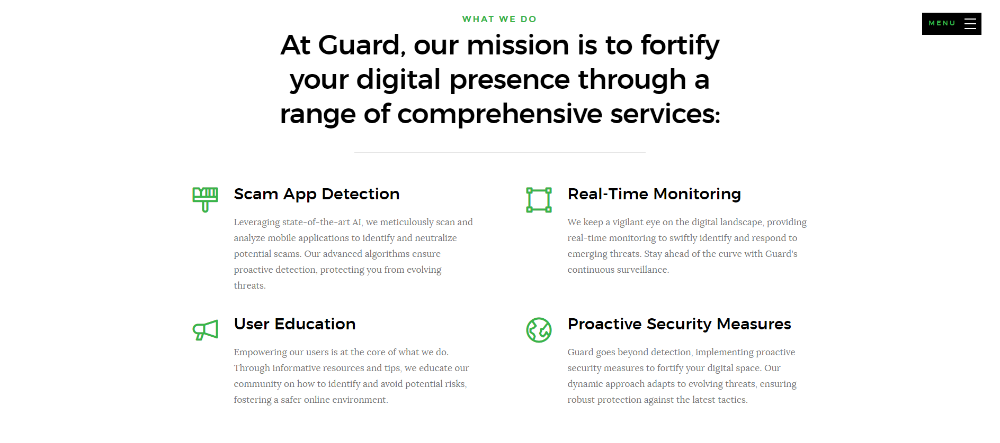 WHAT WE DO
MENU
At Guard, our mission is to fortify
your digital presence through a
range of comprehensive services:
Scam App Detection
Leveraging state-of-the-art AI, we meticulously scan and
analyze mobile applications to identify and neutralize
potential scams. Our advanced algorithms ensure
proactive detection, protecting you from evolving
threats.
Real-Time Monitoring
We keep a vigilant eye on the digital landscape, providing
real-time monitoring to swiftly identify and respond to
emerging threats. Stay ahead of the curve with Guard's
continuous surveillance.
User Education
Empowering our users is at the core of what we do.
Through informative resources and tips, we educate our
community on how to identify and avoid potential risks,
fostering a safer online environment.
Proactive Security Measures
Guard goes beyond detection, implementing proactive
security measures to fortify your digital space. Our
dynamic approach adapts to evolving threats, ensuring
robust protection against the latest tactics.